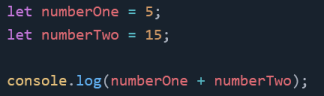 let numberOne = 5;
let numberTwo = 15;
console.log(numberOne + numberTwo);